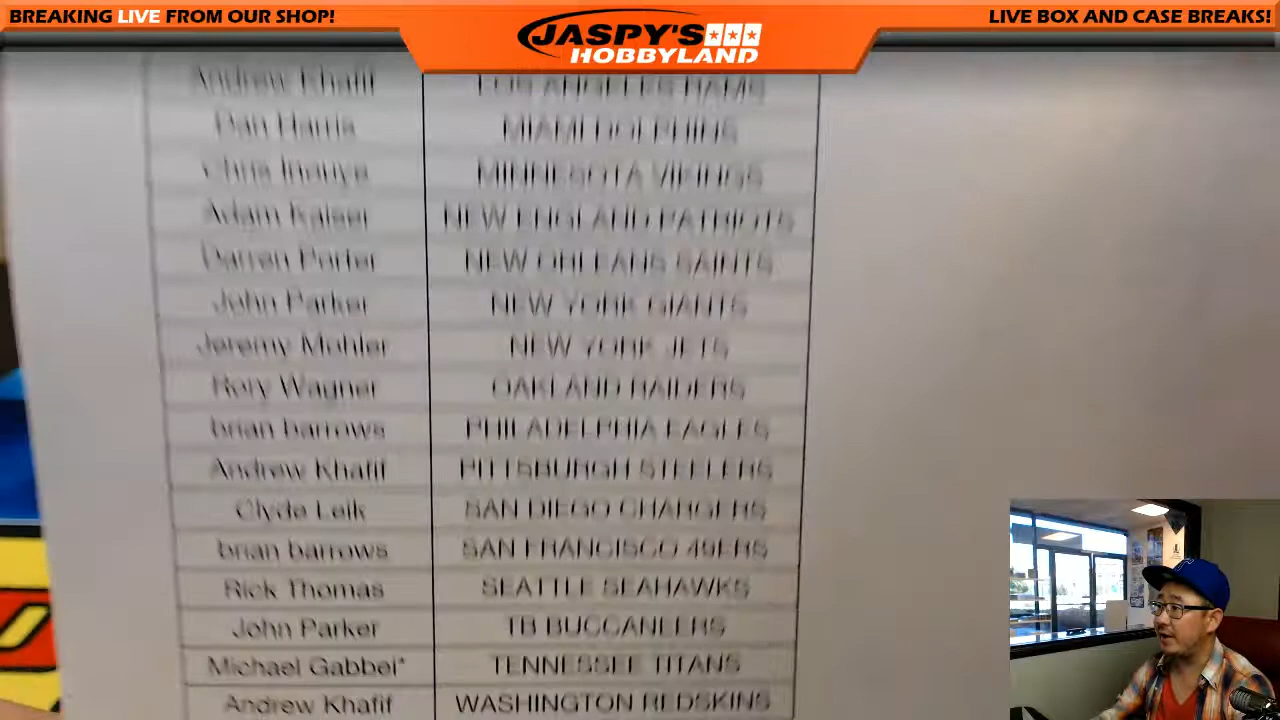 BREAKING LIVE FROM OUR SHOP!
JASPY'S
HOBBYLAND
LIVE BOX AND CASE BREAKS!
Andrew Khafif LOS ANGELES RAMS
Dan Harris MIAMI DOLPHINS
Chris Inouye MINNESOTA VIKINGS
Adam Kaiser NEW ENGLAND PATRIOTS
Darren Porter NEW ORLEANS SAINTS
John Parker NEW YORK GIANTS
Jeremy Mohler NEW YORK JETS
Rory Wagner OAKLAND RAIDERS
brian barrows PHILADELPHIA EAGLES
Andrew Khafif PITTSBURGH STEELERS
Clyde Leik SAN DIEGO CHARGERS
brian barrows SAN FRANCISCO 49ERS
Rick Thomas SEATTLE SEAHAWKS
John Parker TB BUCCANEERS
Michael Gabbei* TENNESSEE TITANS
Andrew Khafif WASHINGTON REDSKINS